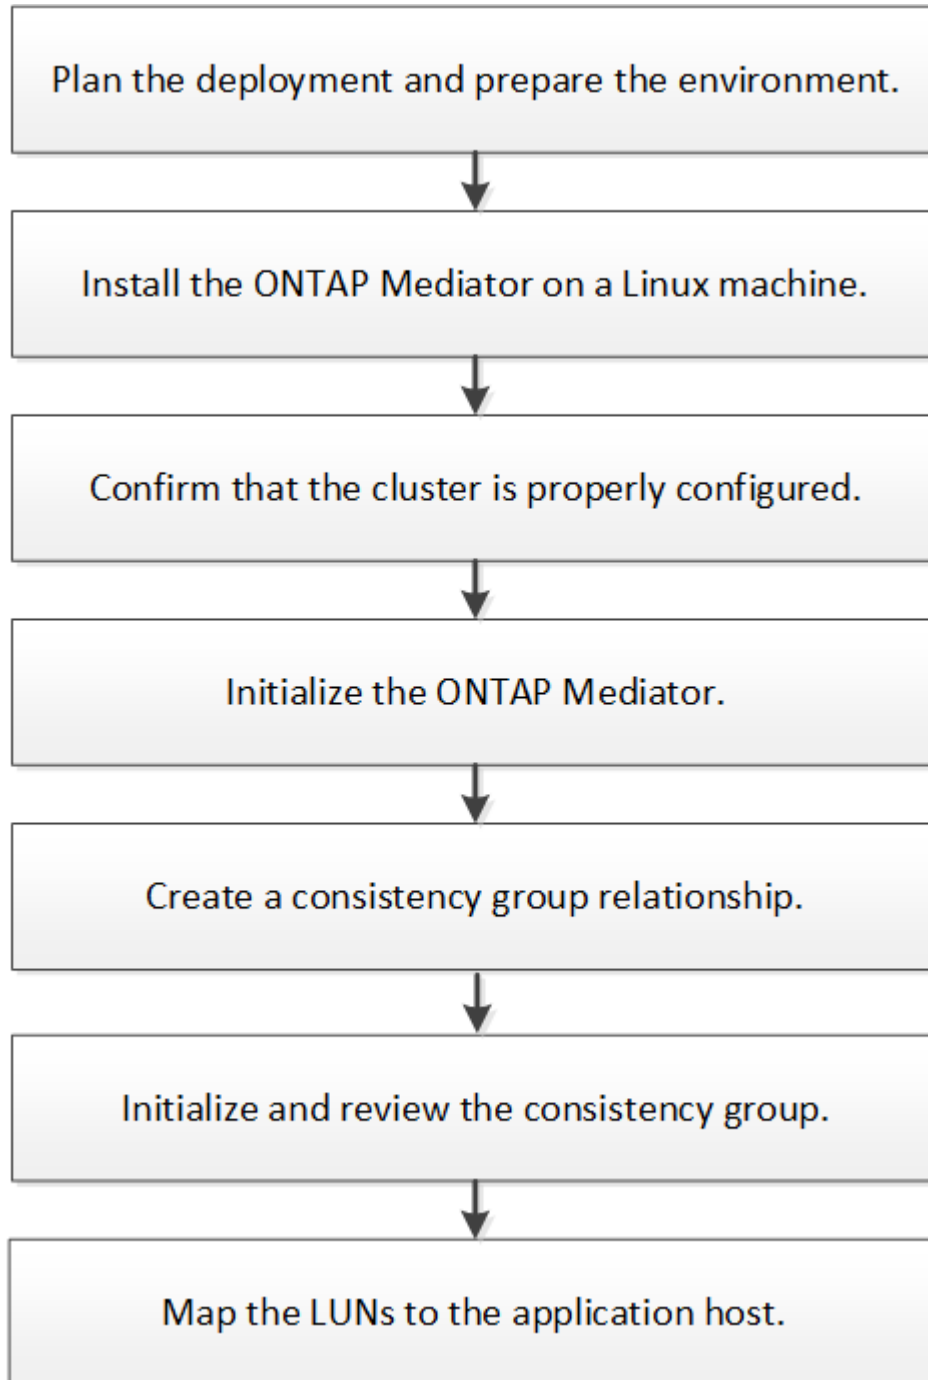 Plan the deployment and prepare the environment.
Install the ONTAP Mediator on a Linux machine.
Confirm that the cluster is properly configured.
Initialize the ONTAP Mediator.
Create a consistency group relationship.
Initialize and review the consistency group.
Map the LUNs to the application host.